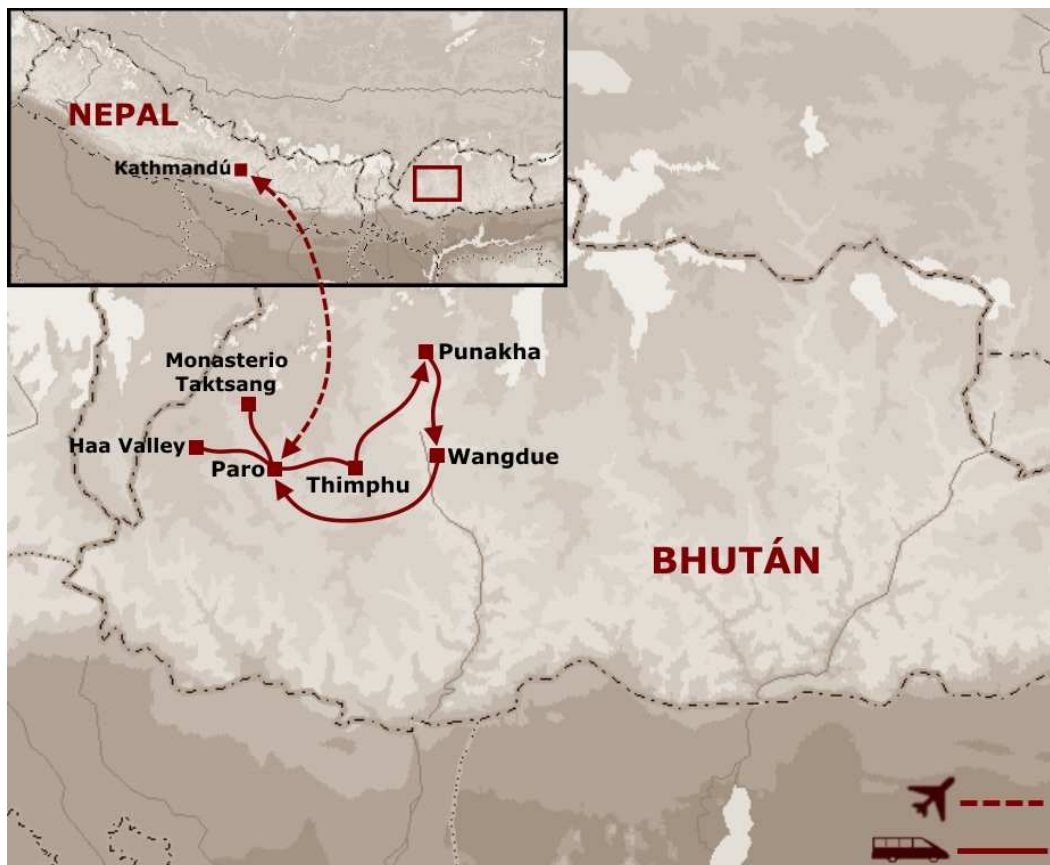 NEPAL
Kathmandú
Punakha
Monasterio
Taktsang
Haa Valley
Paro
Thimphu
Wangdue
BHUTÁN